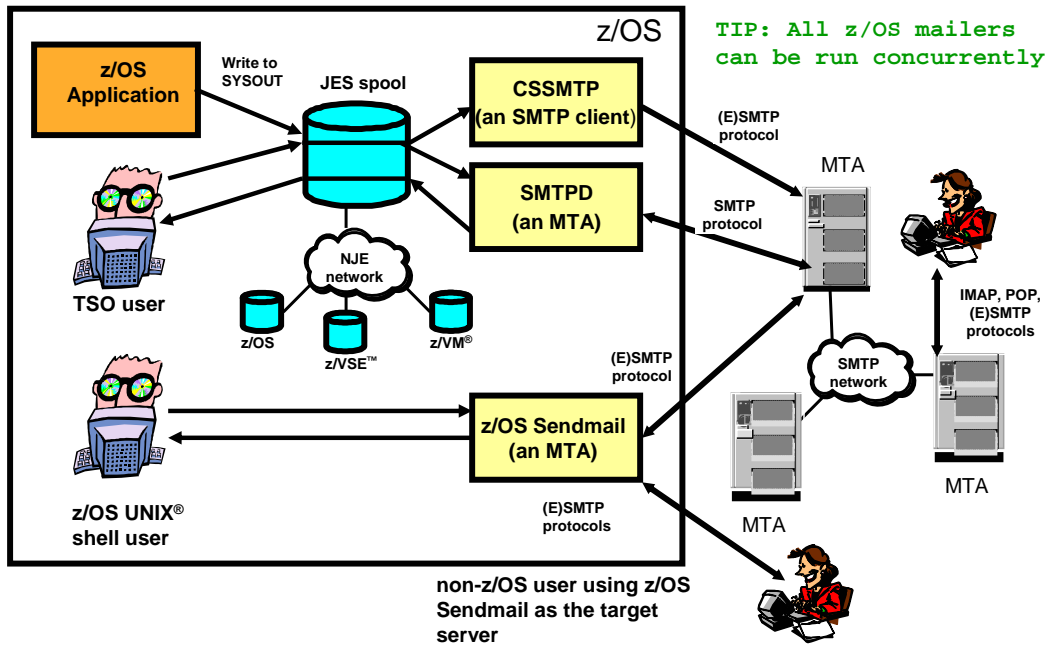 z/OS
TIP: All z/OS mailers
can be run concurrently
z/OS
Application
Write to
SYSOUT
JES spool
CSSMTP
(an SMTP client)
(E)SMTP
protocol
MTA
SMTPD
(an MTA)
SMTP
protocol
TSO user
NJE
network
z/OS
z/VSE™
z/VM®
IMAP, POP,
(E)SMTP
protocols
(E)SMTP
protocol
SMTP
network
z/OS Sendmail
(an MTA)
MTA
z/OS UNIX®
shell user
(E)SMTP
protocols
MTA
non-z/OS user using z/OS
Sendmail as the target
server